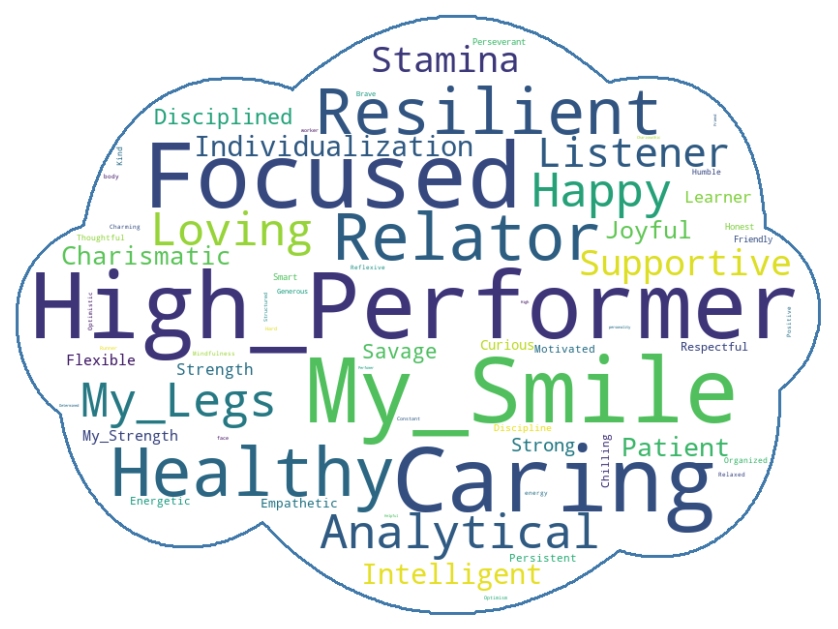 Perseverant
Stamina
Brave
Resilient
Disciplined
worker
Individualization
Kind
Listener
Focused
Humble
body
Happy
Learner
Loving
Relator
Charming
Joyful
Honest
Thoughtful
Friendly
Charismatic
Supportive
Reflexive
Smart
High_Performer
Generous
Optimistic
Structured
Positive
Curious
Savage
Motivated
Respectful
Mindfulness
Flexible
Strength
My_Smile
My_Legs
Constant
Discipline
My_Strength
face
Strong
Chilling
Patient
Healthy
Caring
Organized
Relaxed
energy
Energetic
Empathetic
Analytical
Persistent
Intelligent
Optimism